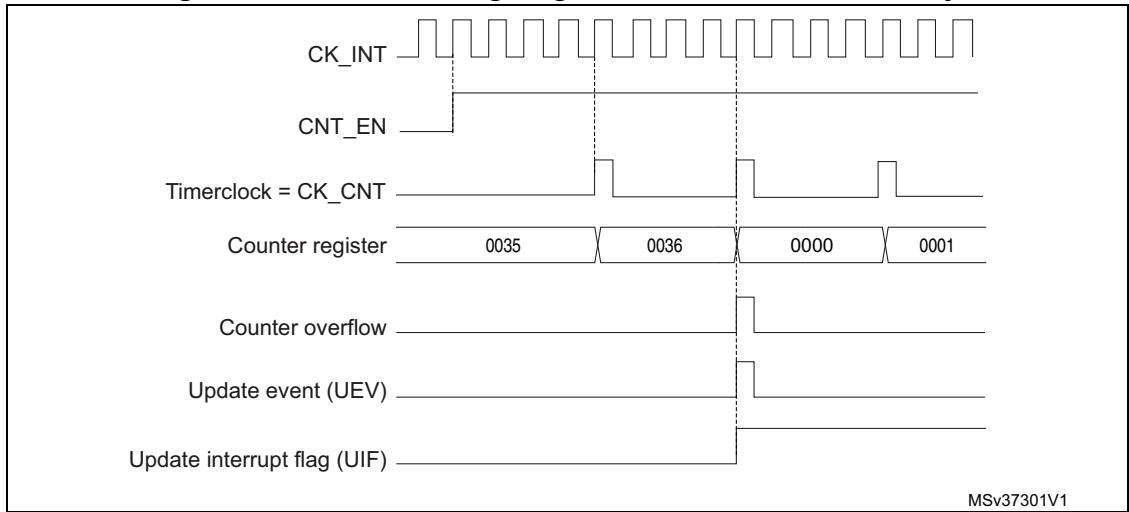 CK_INT
CNT_EN
Timerclock = CK_CNT
Counter register 0035 0036 0000 0001
Counter overflow
Update event (UEV)
Update interrupt flag (UIF)
MSv37301V1